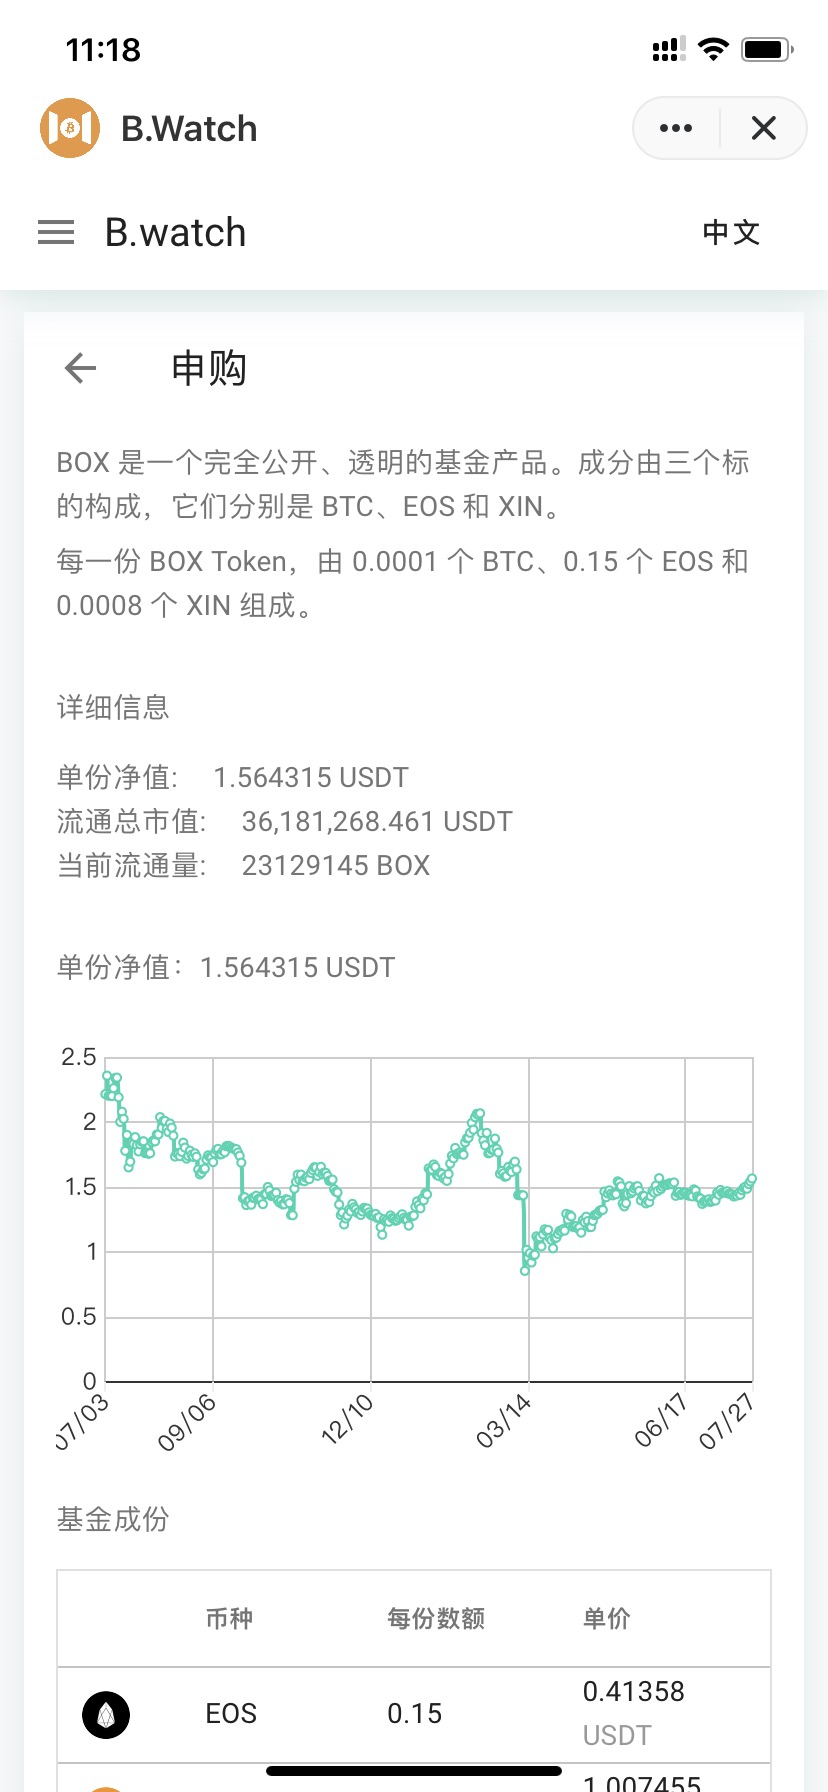 11:18
B.Watch
B.watch
中文
申购
BOX 是一个完全公开、透明的基金产品。成分由三个标
的构成，它们分别是 BTC、EOS 和 XIN。
每一份 BOX Token，由 0.0001 个 BTC、0.15 个 EOS 和
0.0008 个 XIN 组成。
详细信息
单份净值: 1.564315 USDT
流通总市值: 36,181,268.461 USDT
当前流通量: 23129145 BOX
单份净值：1.564315 USDT
2.5
2
1.5
1
0.5
0
07/03 09/06 12/10 03/14 06/17 07/27
基金成份
币种 每份数额 单价
EOS 0.15 0.41358
USDT
1.007455